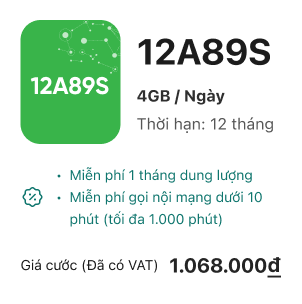 12A89S
12A89S
4GB / Ngày
Thời hạn: 12 tháng
• Miễn phí 1 tháng dung lượng
• Miễn phí gọi nội mạng dưới 10
phút (tối đa 1.000 phút)
Giá cước (Đã có VAT) 1.068.000đ